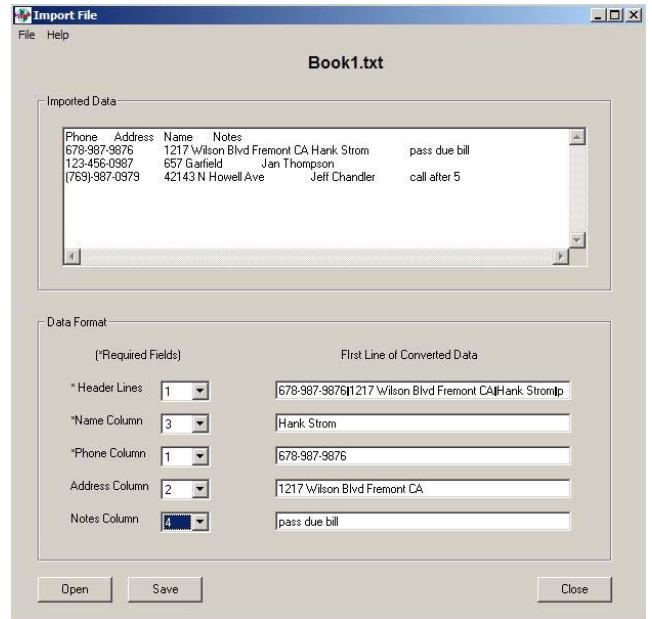 Import File
File Help
Book1.txt
Imported Data
Phone Address Name Notes
678-987-9876 1217 Wilson Blvd Fremont CA Hank Strom pass due bill
123-456-0987 657 Garfield Jan Thompson
(769)-987-0979 42143 N Howell Ave Jeff Chandler call after 5
Data Format
(*Required Fields) FIrst Line of Converted Data
* Header Lines 1 678-987-9876|1217 Wilson Blvd Fremont CA|Hank Strom|p
*Name Column 3 Hank Strom
*Phone Column 1 678-987-9876
Address Column 2 1217 Wilson Blvd Fremont CA
Notes Column 4 pass due bill
Open Save Close